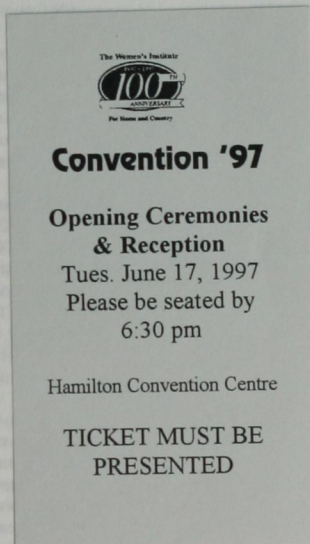 The Women's Institute
100TH
ANNIVERSARY
For Home and Country
Convention '97
Opening Ceremonies
& Reception
Tues. June 17, 1997
Please be seated by
6:30 pm
Hamilton Convention Centre
TICKET MUST BE
PRESENTED